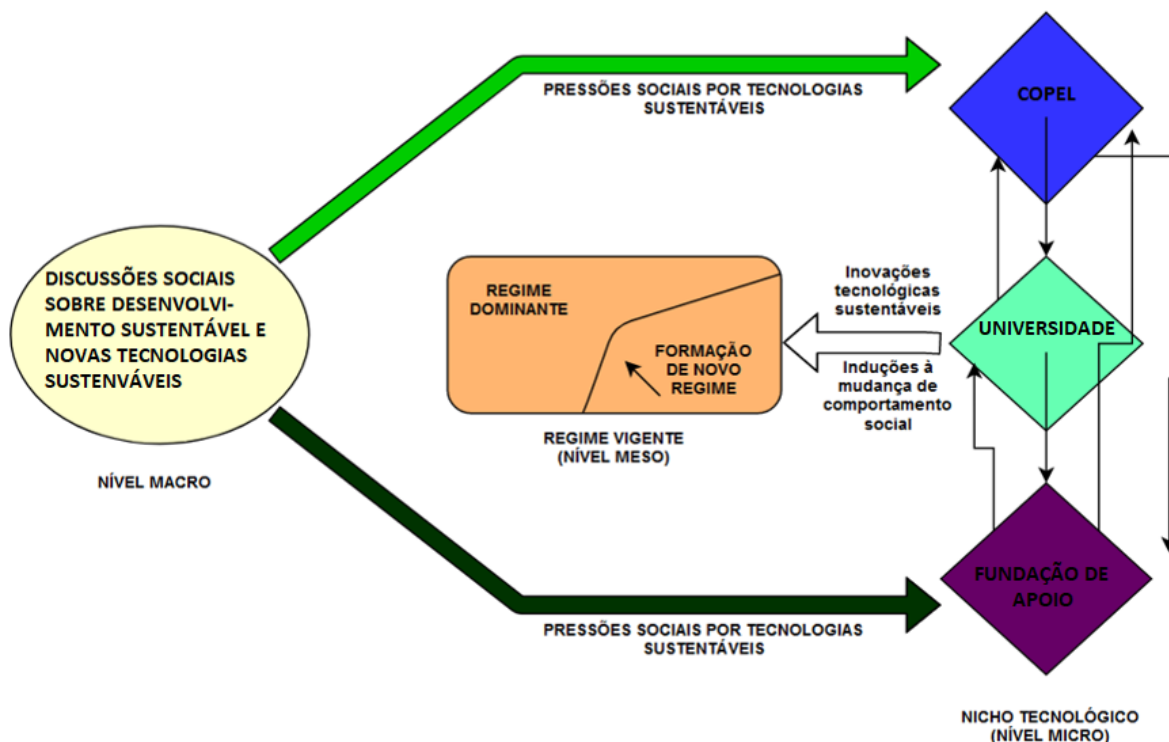 PRESSÕES SOCIAIS POR TECNOLOGIAS
SUSTENTÁVEIS
COPEL
DISCUSSÕES SOCIAIS
SOBRE DESENVOLVI-
MENTO SUSTENTÁVEL E
NOVAS TECNOLOGIAS
SUSTENVÁVEIS
NÍVEL MACRO
REGIME
DOMINANTE
FORMAÇÃO
DE NOVO
REGIME
REGIME VIGENTE
(NÍVEL MESO)
Inovações
tecnológicas
sustentáveis
Induções à
mudança de
comportamento
social
UNIVERSIDADE
FUNDAÇÃO DE
APOIO
PRESSÕES SOCIAIS POR TECNOLOGIAS
SUSTENTÁVEIS
NICHO TECNOLÓGICO
(NÍVEL MICRO)